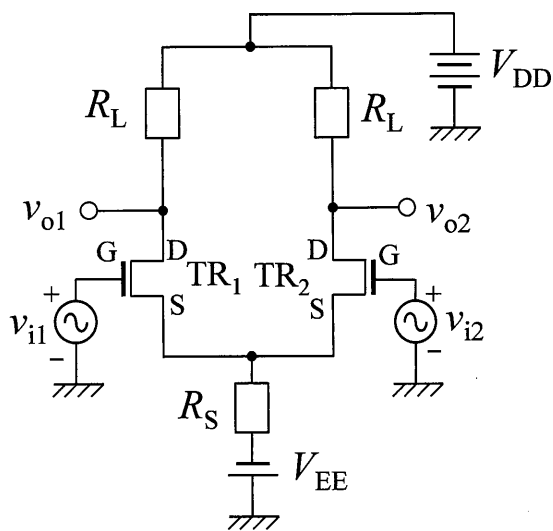 V_DD
R_L
R_L
v_o1
v_o2
G
D
D
G
TR_1
TR_2
S
S
+
+
v_i1
v_i2
−
−
R_S
V_EE